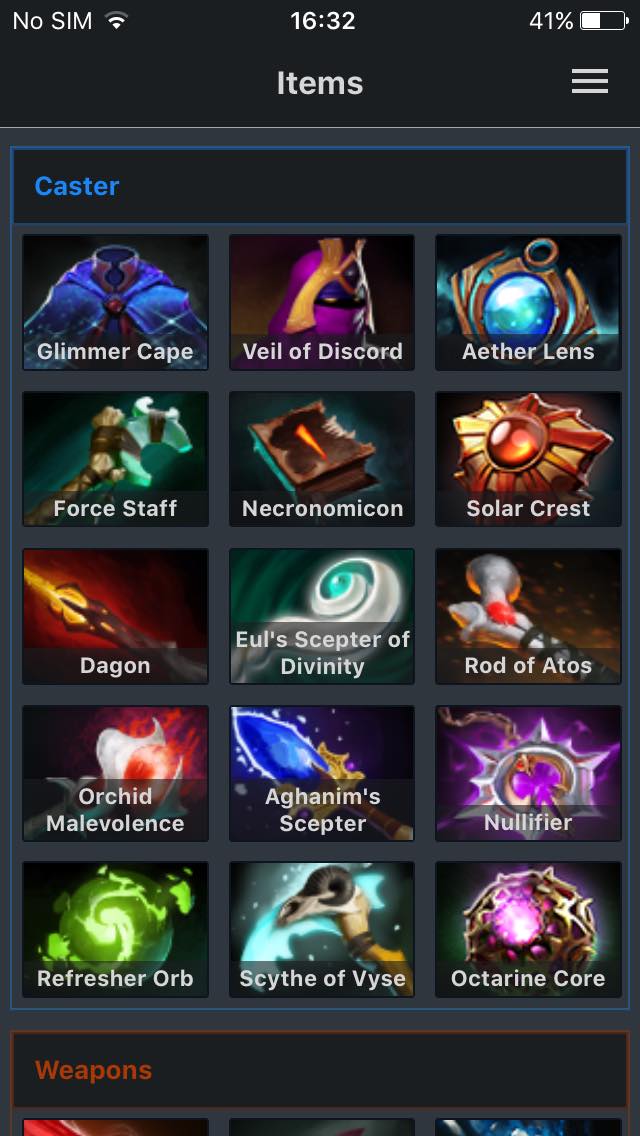 No SIM 16:32 41%
Items
Caster
Glimmer Cape Veil of Discord Aether Lens
Force Staff Necronomicon Solar Crest
Dagon Eul's Scepter of Divinity Rod of Atos
Orchid Malevolence Aghanim's Scepter Nullifier
Refresher Orb Scythe of Vyse Octarine Core
Weapons